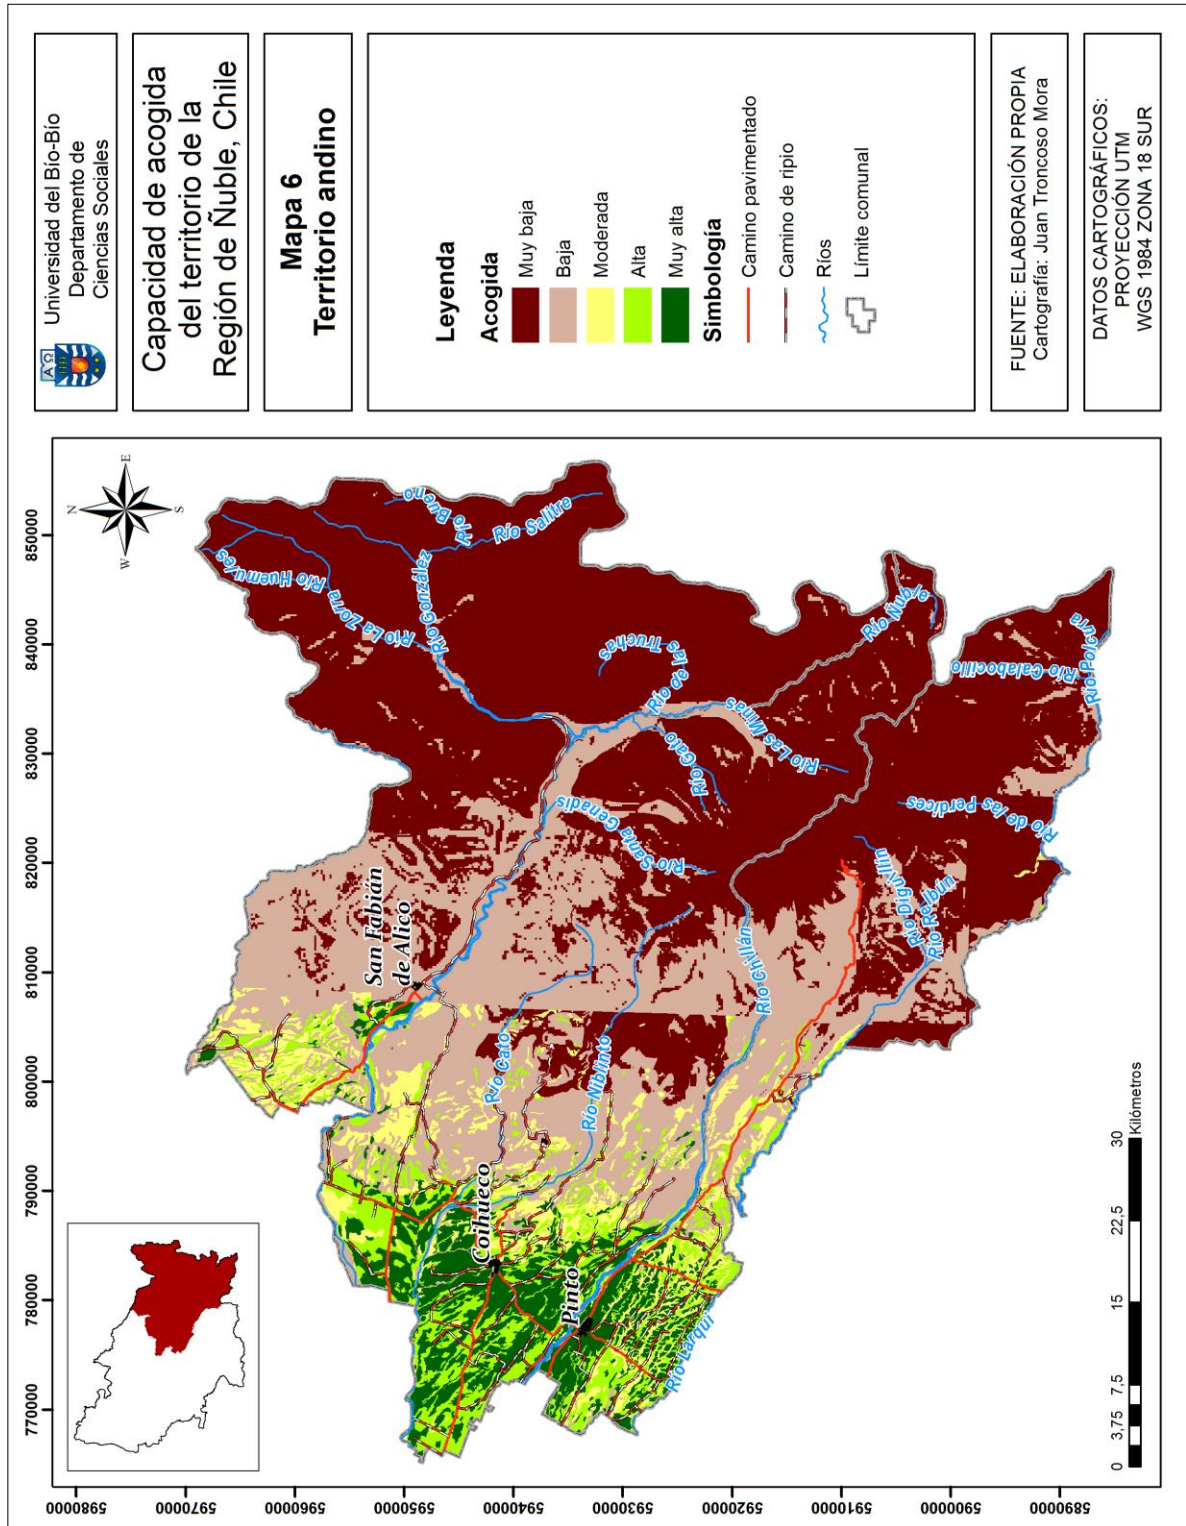 Universidad del Bío-Bío
Departamento de
Ciencias Sociales
Capacidad de acogida
del territorio de la
Región de Ñuble, Chile
Mapa 6
Territorio andino
Leyenda
Acogida
Muy baja
Baja
Moderada
Alta
Muy alta
Simbología
Camino pavimentado
Camino de ripio
Ríos
Límite comunal
FUENTE: ELABORACIÓN PROPIA
Cartografía: Juan Troncoso Mora
DATOS CARTOGRÁFICOS:
PROYECCIÓN UTM
WGS 1984 ZONA 18 SUR
770000
780000
790000
800000
810000
820000
830000
840000
850000
5980000
5970000
5960000
5950000
5940000
5930000
5920000
5910000
5900000
5890000
N
E
S
W
Río Huemules
Río La Zorra
Río González
Río Bueno
Río Salitre
Río de las Truchas
Río Ñuble
Río Las Minas
Río Gato
Río Santa Genadis
San Fabián
de Alico
Río Cato
Río Niblinto
Río Chillán
Coihueco
Pinto
Río Larqui
Río Diguillín
Río Relbún
Río de las Perdices
Río Calabocillo
Río Polcura
0
3,75
7,5
15
22,5
30
Kilómetros